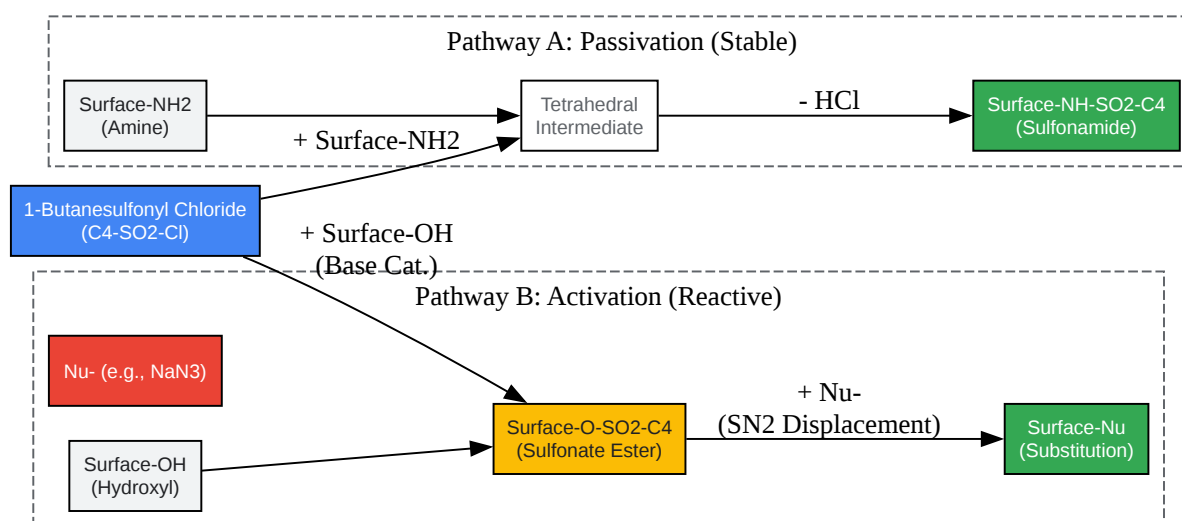 Pathway A: Passivation (Stable)
Surface-NH2
(Amine)
Tetrahedral
Intermediate
- HCl
Surface-NH-SO2-C4
(Sulfonamide)
+ Surface-NH2
1-Butanesulfonyl Chloride
(C4-SO2-Cl)
+ Surface-OH
(Base Cat.)
Pathway B: Activation (Reactive)
Nu- (e.g., NaN3)
Surface-O-SO2-C4
(Sulfonate Ester)
+ Nu-
(SN2 Displacement)
Surface-Nu
(Substitution)
Surface-OH
(Hydroxyl)